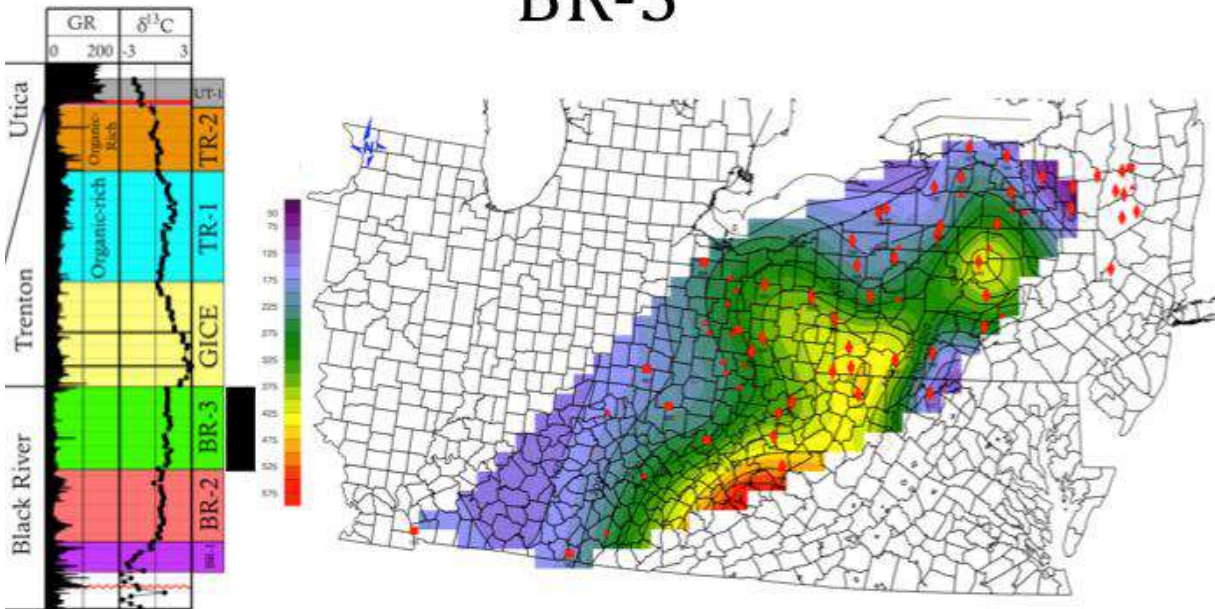 BR-3
GR
δ13C
0 200 -3 3
Utica
Trenton
Black River
UT-1
Organic-
Rich
TR-2
Organic-rich
TR-1
GICE
BR-3
BR-2
N
75
125
175
225
275
325
375
425
475
525
575